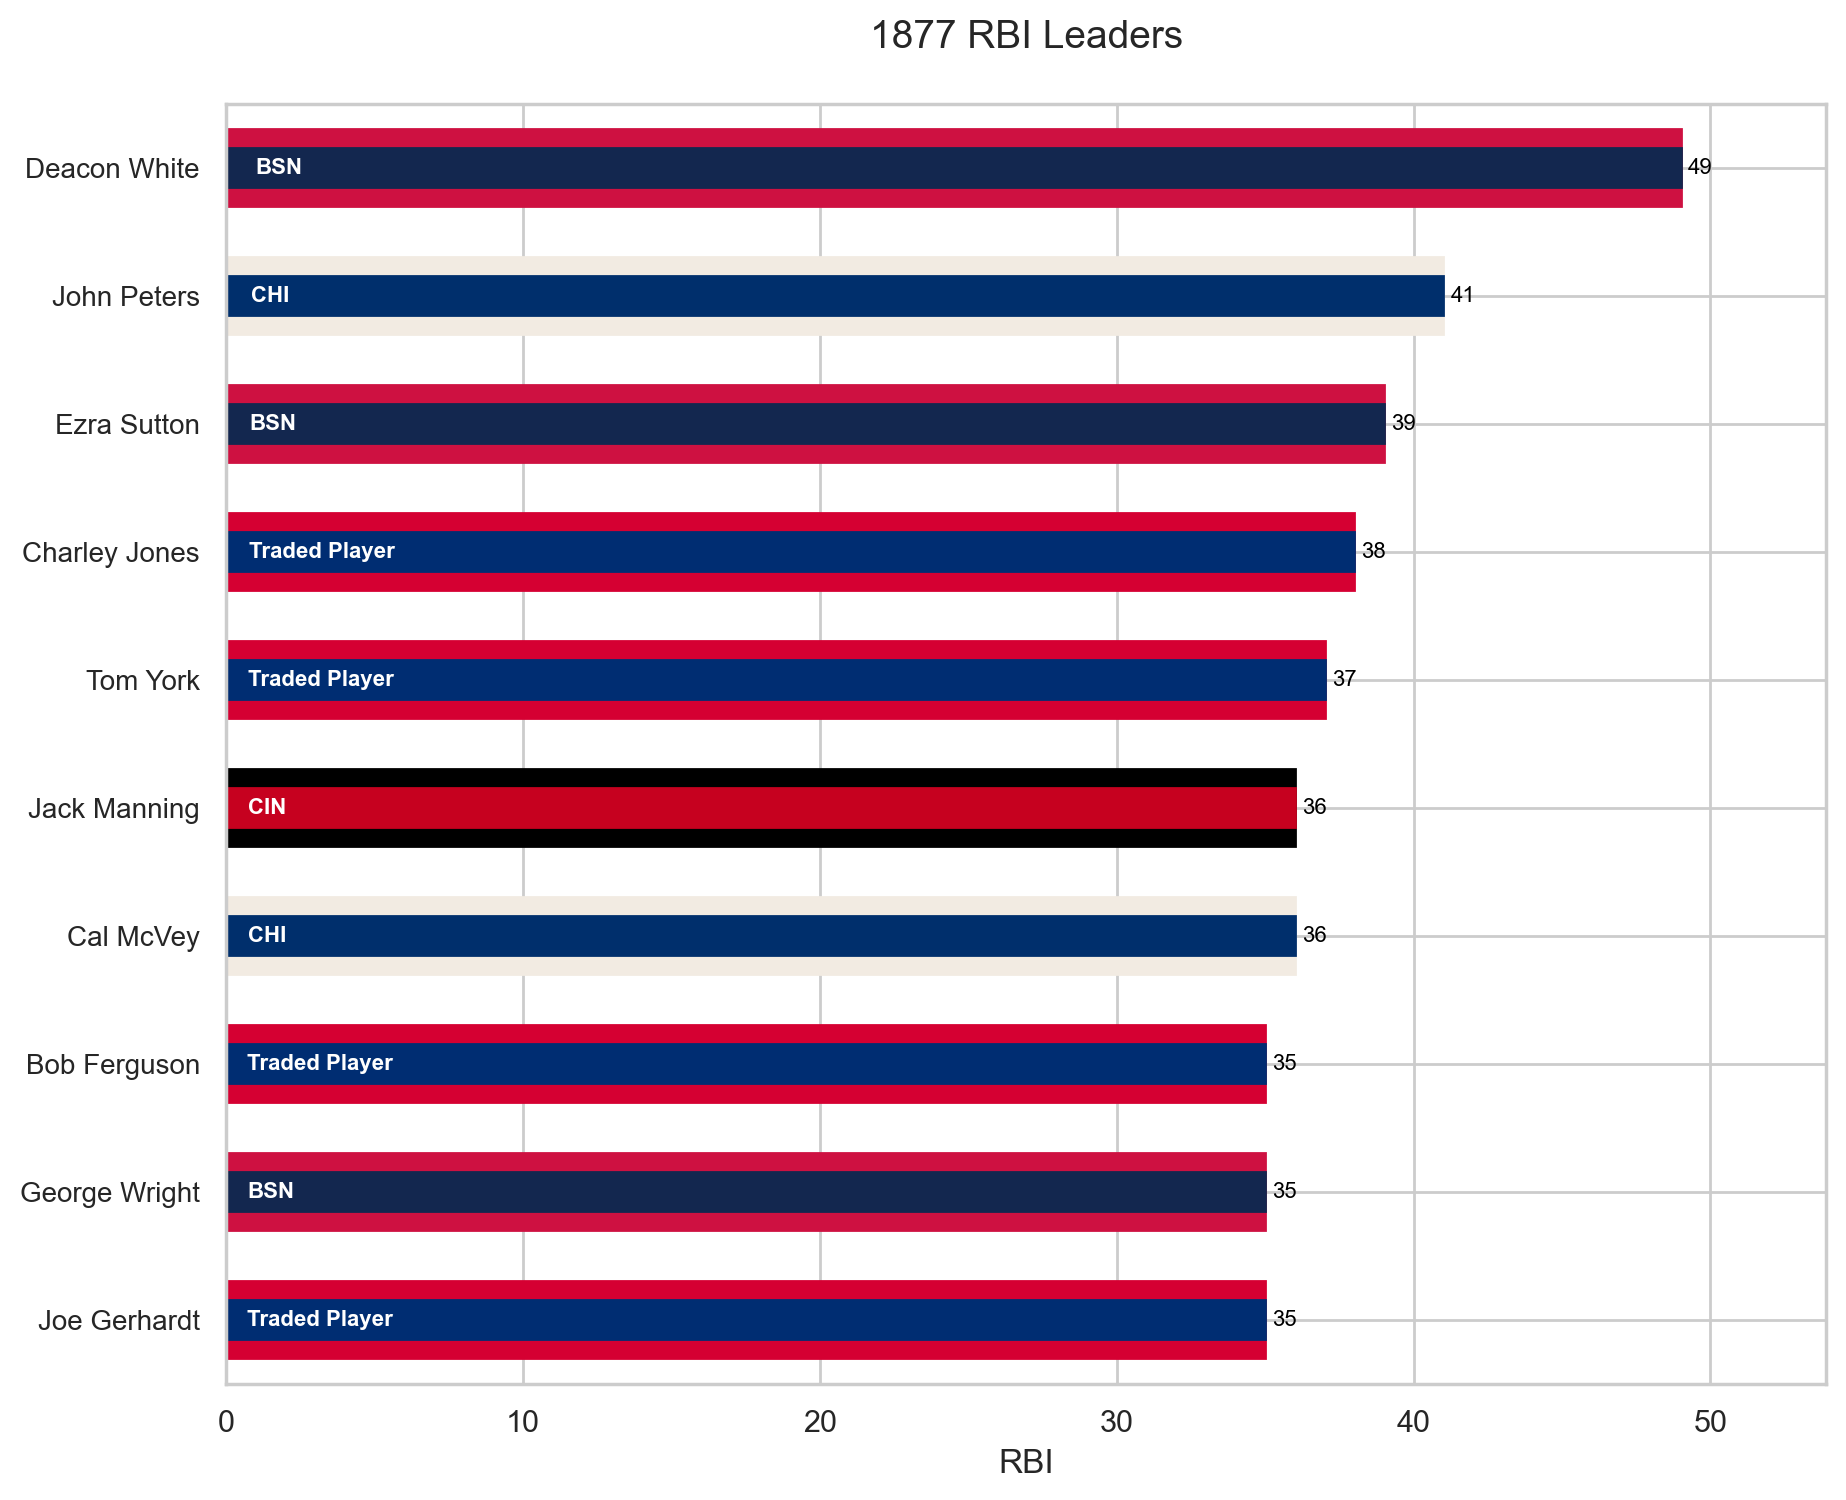 1877 RBI Leaders
Deacon White BSN 49
John Peters CHI 41
Ezra Sutton BSN 39
Charley Jones Traded Player 38
Tom York Traded Player 37
Jack Manning CIN 36
Cal McVey CHI 36
Bob Ferguson Traded Player 35
George Wright BSN 35
Joe Gerhardt Traded Player 35
0 10 20 30 40 50
RBI